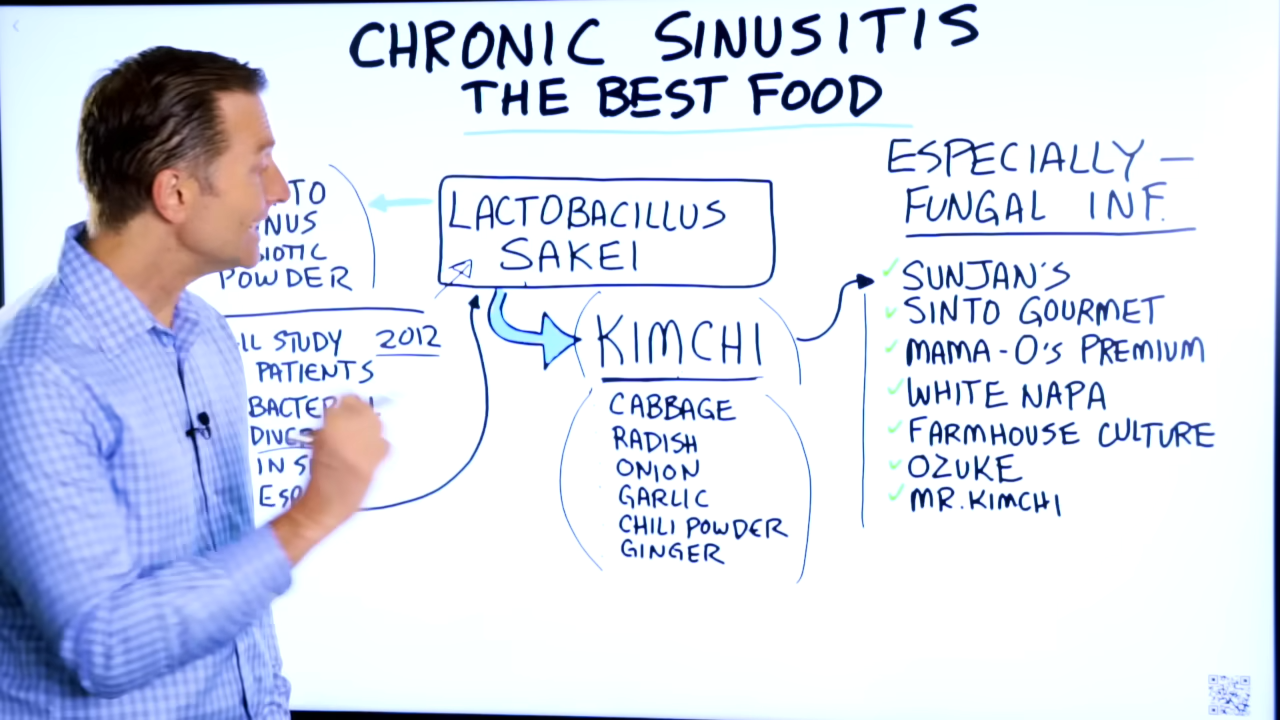 CHRONIC SINUSITIS
THE BEST FOOD
POWDER
STUDY 2012
PATIENTS
LACTOBACILLUS
SAKEI
KIMCHI
CABBAGE
RADISH
ONION
GARLIC
CHILI POWDER
GINGER
ESPECIALLY —
FUNGAL INF.
SUNJAN'S
SINTO GOURMET
MAMA-O'S PREMIUM
WHITE NAPA
FARMHOUSE CULTURE
OZUKE
MR. KIMCHI